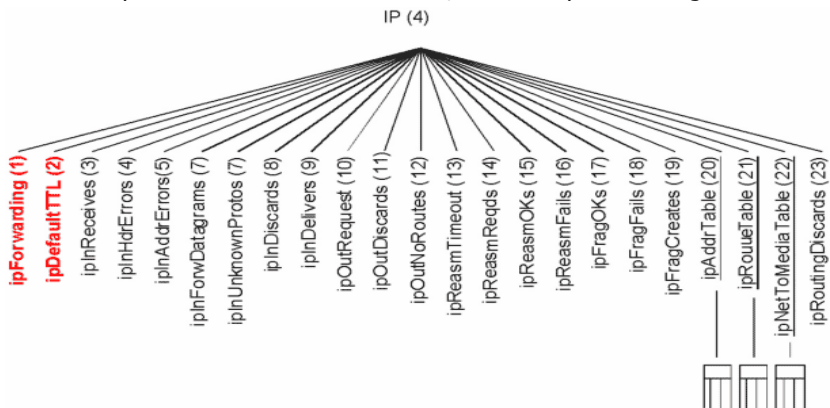 IP (4)
ipForwarding (1)
ipDefaultTTL (2)
ipInReceives (3)
ipInHdrErrors (4)
ipInAddrErrors(5)
ipInForwDatagrams (7)
ipInUnknownProtos (7)
ipInDiscards (8)
ipInDelivers (9)
ipOutRequest (10)
ipOutDiscards (11)
ipOutNoRoutes (12)
ipReasmTimeout (13)
ipReasmReqds (14)
ipReasmOKs (15)
ipReasmFails (16)
ipFragOKs (17)
ipFragFails (18)
ipFragCreates (19)
ipAddrTable (20)
ipRouueTable (21)
ipNetToMediaTable (22)
ipRoutingDiscards (23)